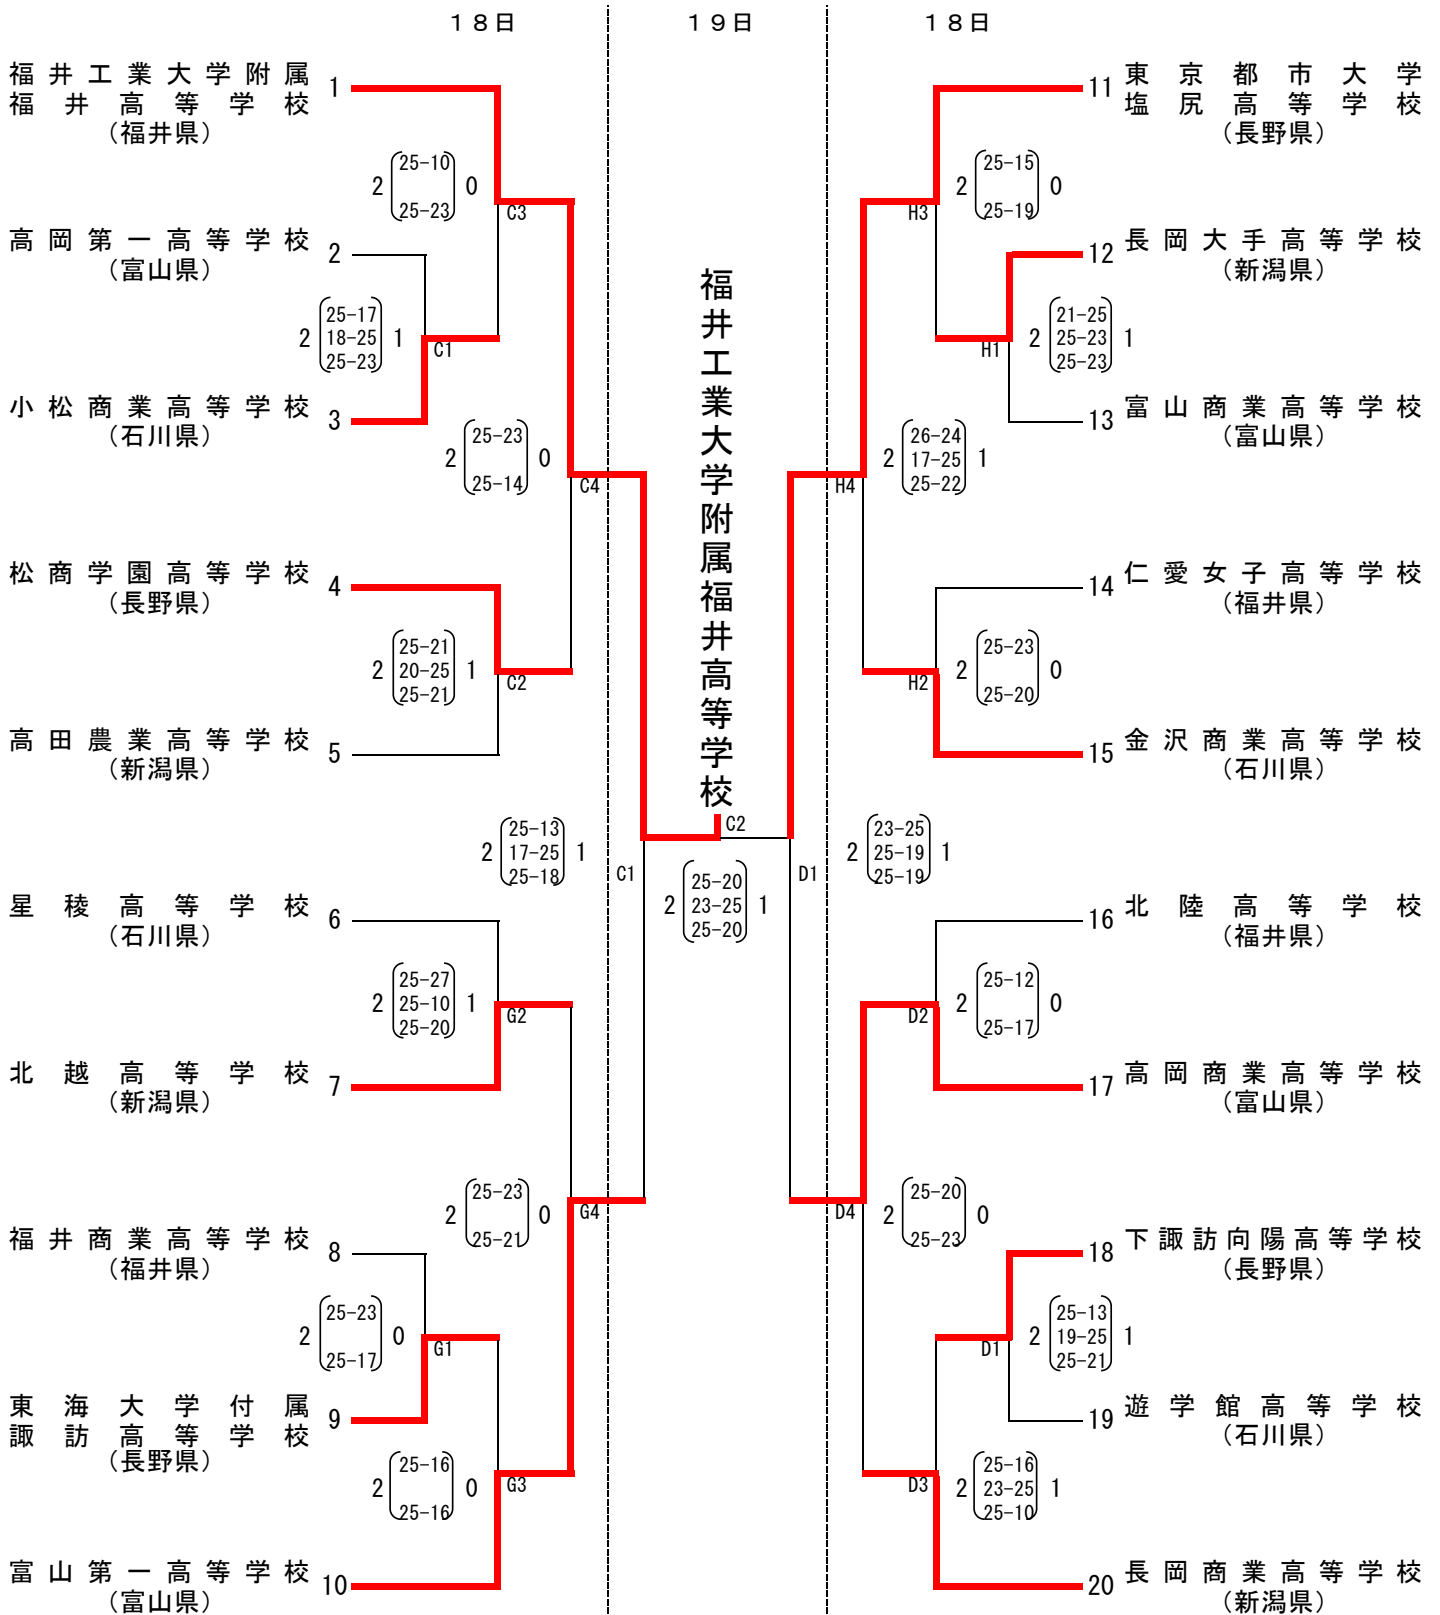 １８日
１９日
１８日
福井工業大学附属
福井高等学校
（福井県）
1
高岡第一高等学校
（富山県）
2
小松商業高等学校
（石川県）
3
松商学園高等学校
（長野県）
4
高田農業高等学校
（新潟県）
5
星稜高等学校
（石川県）
6
北越高等学校
（新潟県）
7
福井商業高等学校
（福井県）
8
東海大学付属
諏訪高等学校
（長野県）
9
富山第一高等学校
（富山県）
10
2
25-10
25-23
0
C3
2
25-17
18-25
25-23
1
C1
2
25-23
25-14
0
C4
2
25-21
20-25
25-21
1
C2
2
25-13
17-25
25-18
1
C1
2
25-27
25-10
25-20
1
G2
2
25-23
25-21
0
G4
2
25-23
25-17
0
G1
2
25-16
25-16
0
G3
福井工業大学附属福井高等学校
C2
2
25-20
23-25
25-20
1
11
東京都市大学
塩尻高等学校
（長野県）
12
長岡大手高等学校
（新潟県）
13
富山商業高等学校
（富山県）
14
仁愛女子高等学校
（福井県）
15
金沢商業高等学校
（石川県）
16
北陸高等学校
（福井県）
17
高岡商業高等学校
（富山県）
18
下諏訪向陽高等学校
（長野県）
19
遊学館高等学校
（石川県）
20
長岡商業高等学校
（新潟県）
H3
2
25-15
25-19
0
H1
2
21-25
25-23
25-23
1
H4
2
26-24
17-25
25-22
1
H2
2
25-23
25-20
0
D1
2
23-25
25-19
25-19
1
D2
2
25-12
25-17
0
D4
2
25-20
25-23
0
D1
2
25-13
19-25
25-21
1
D3
2
25-16
23-25
25-10
1